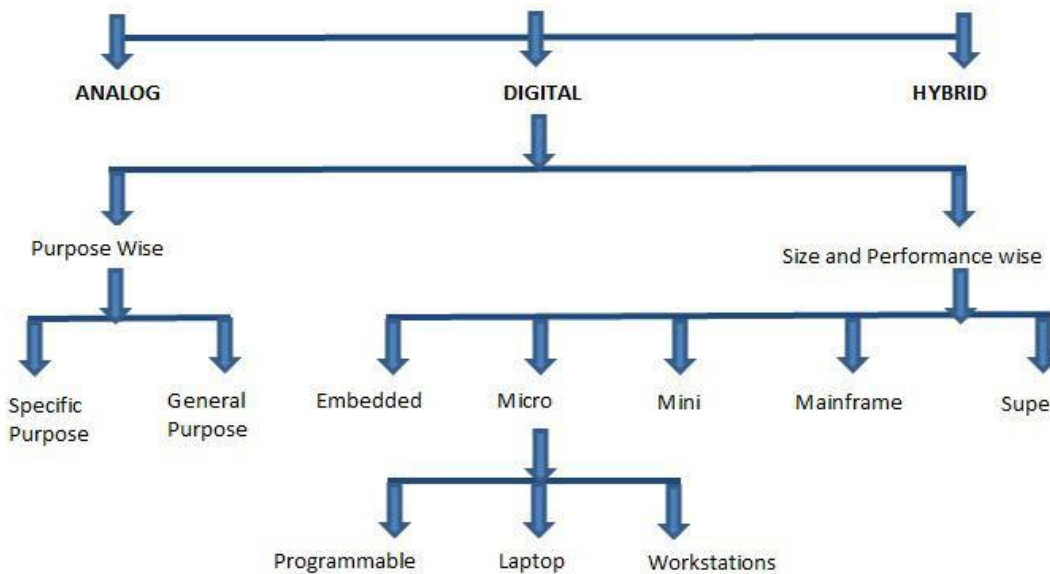 ANALOG
DIGITAL
HYBRID
Purpose Wise
Size and Performance wise
Specific
Purpose
General
Purpose
Embedded
Micro
Mini
Mainframe
Supe
Programmable
Laptop
Workstations